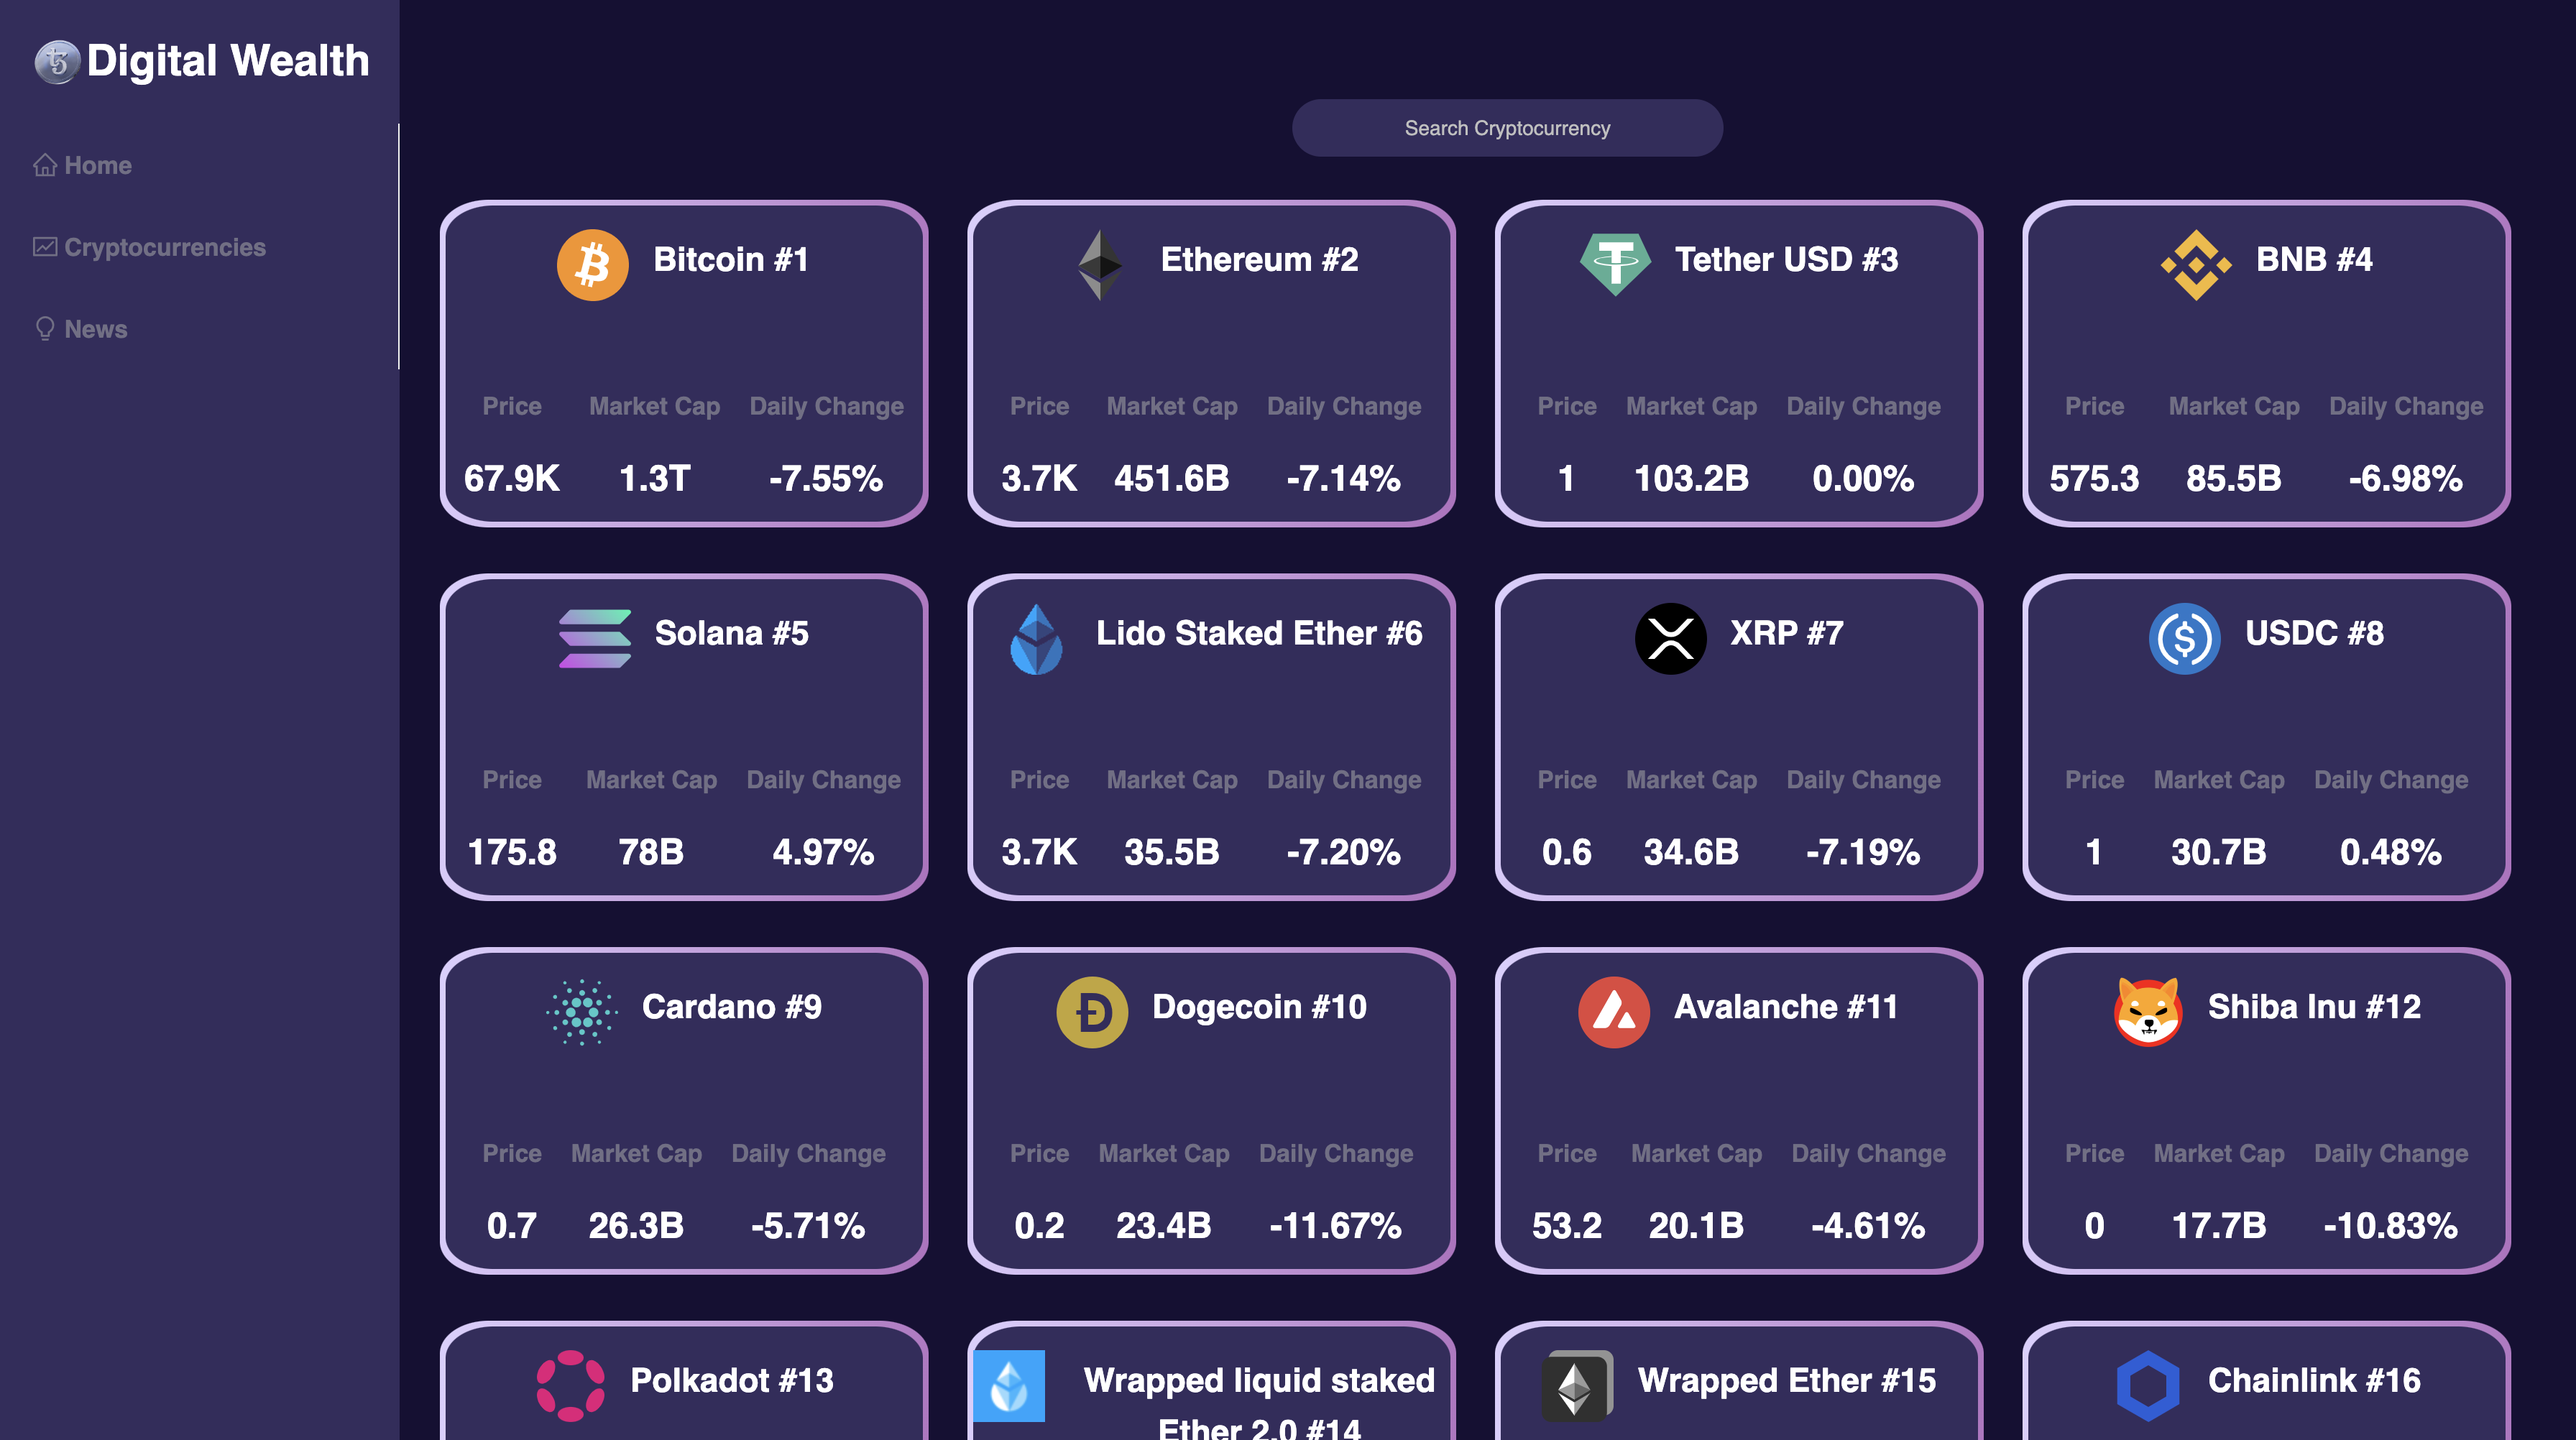 Digital Wealth
Home
Cryptocurrencies
News
Search Cryptocurrency
Bitcoin #1
Price Market Cap Daily Change
67.9K 1.3T -7.55%
Ethereum #2
Price Market Cap Daily Change
3.7K 451.6B -7.14%
Tether USD #3
Price Market Cap Daily Change
1 103.2B 0.00%
BNB #4
Price Market Cap Daily Change
575.3 85.5B -6.98%
Solana #5
Price Market Cap Daily Change
175.8 78B 4.97%
Lido Staked Ether #6
Price Market Cap Daily Change
3.7K 35.5B -7.20%
XRP #7
Price Market Cap Daily Change
0.6 34.6B -7.19%
USDC #8
Price Market Cap Daily Change
1 30.7B 0.48%
Cardano #9
Price Market Cap Daily Change
0.7 26.3B -5.71%
Dogecoin #10
Price Market Cap Daily Change
0.2 23.4B -11.67%
Avalanche #11
Price Market Cap Daily Change
53.2 20.1B -4.61%
Shiba Inu #12
Price Market Cap Daily Change
0 17.7B -10.83%
Polkadot #13
Wrapped liquid staked
Ether 2.0 #14
Wrapped Ether #15
Chainlink #16